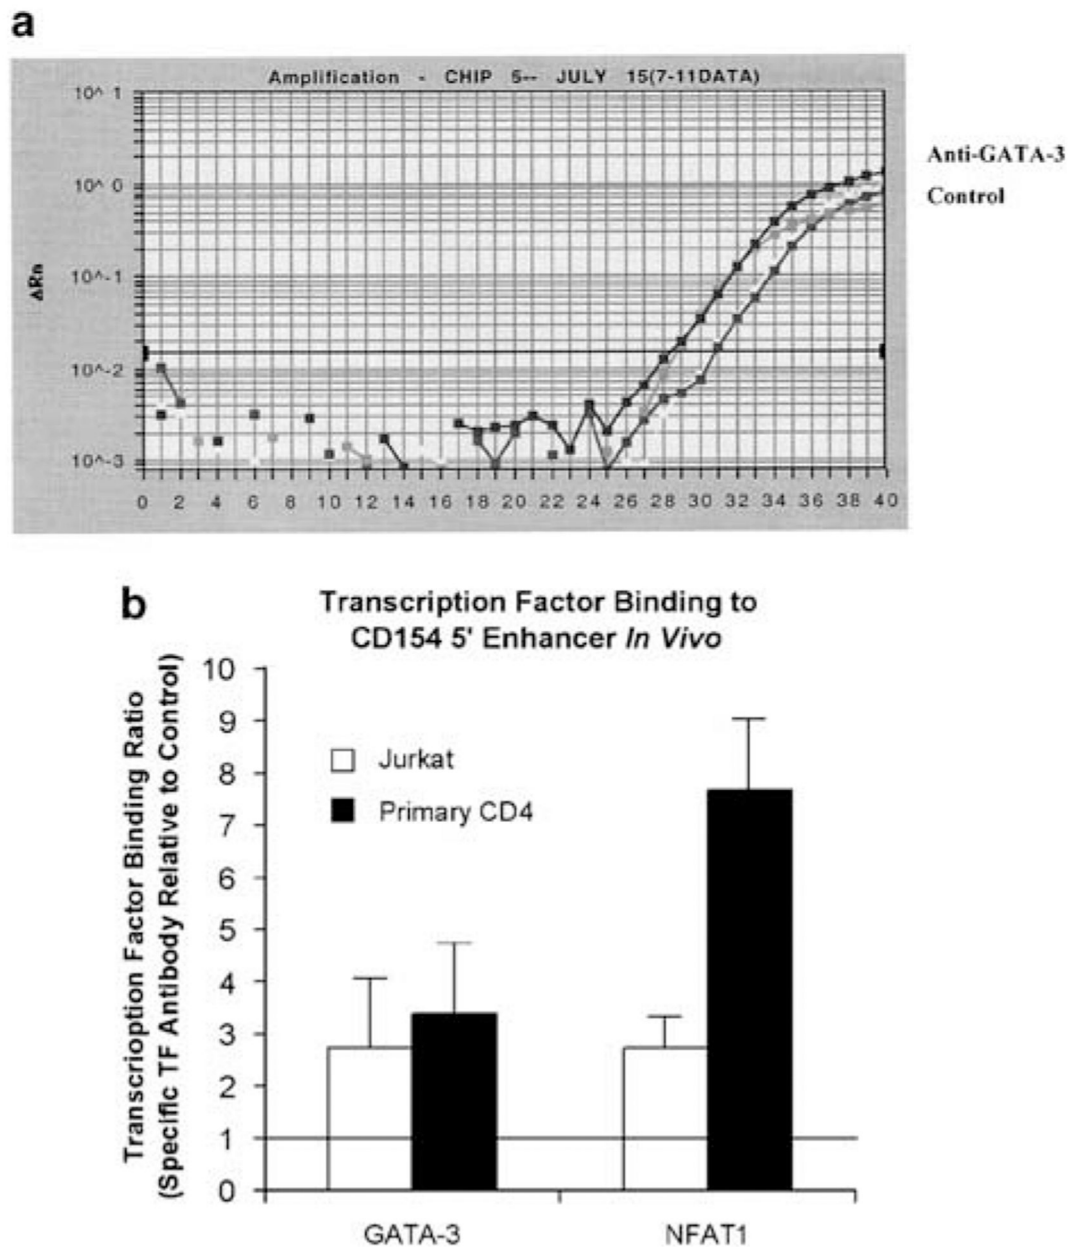 a
Amplification - CHIP 5-- JULY 15(7-11DATA)
10^ 1
10^ 0
10^-1
10^-2
10^-3
ΔRn
0 2 4 6 8 10 12 14 16 18 20 22 24 26 28 30 32 34 36 38 40
Anti-GATA-3
Control
b
Transcription Factor Binding to
CD154 5' Enhancer In Vivo
Transcrioption Factor Binding Ratio
(Specific TF Antibody Relative to Control)
10
9
8
7
6
5
4
3
2
1
0
Jurkat
Primary CD4
GATA-3 NFAT1